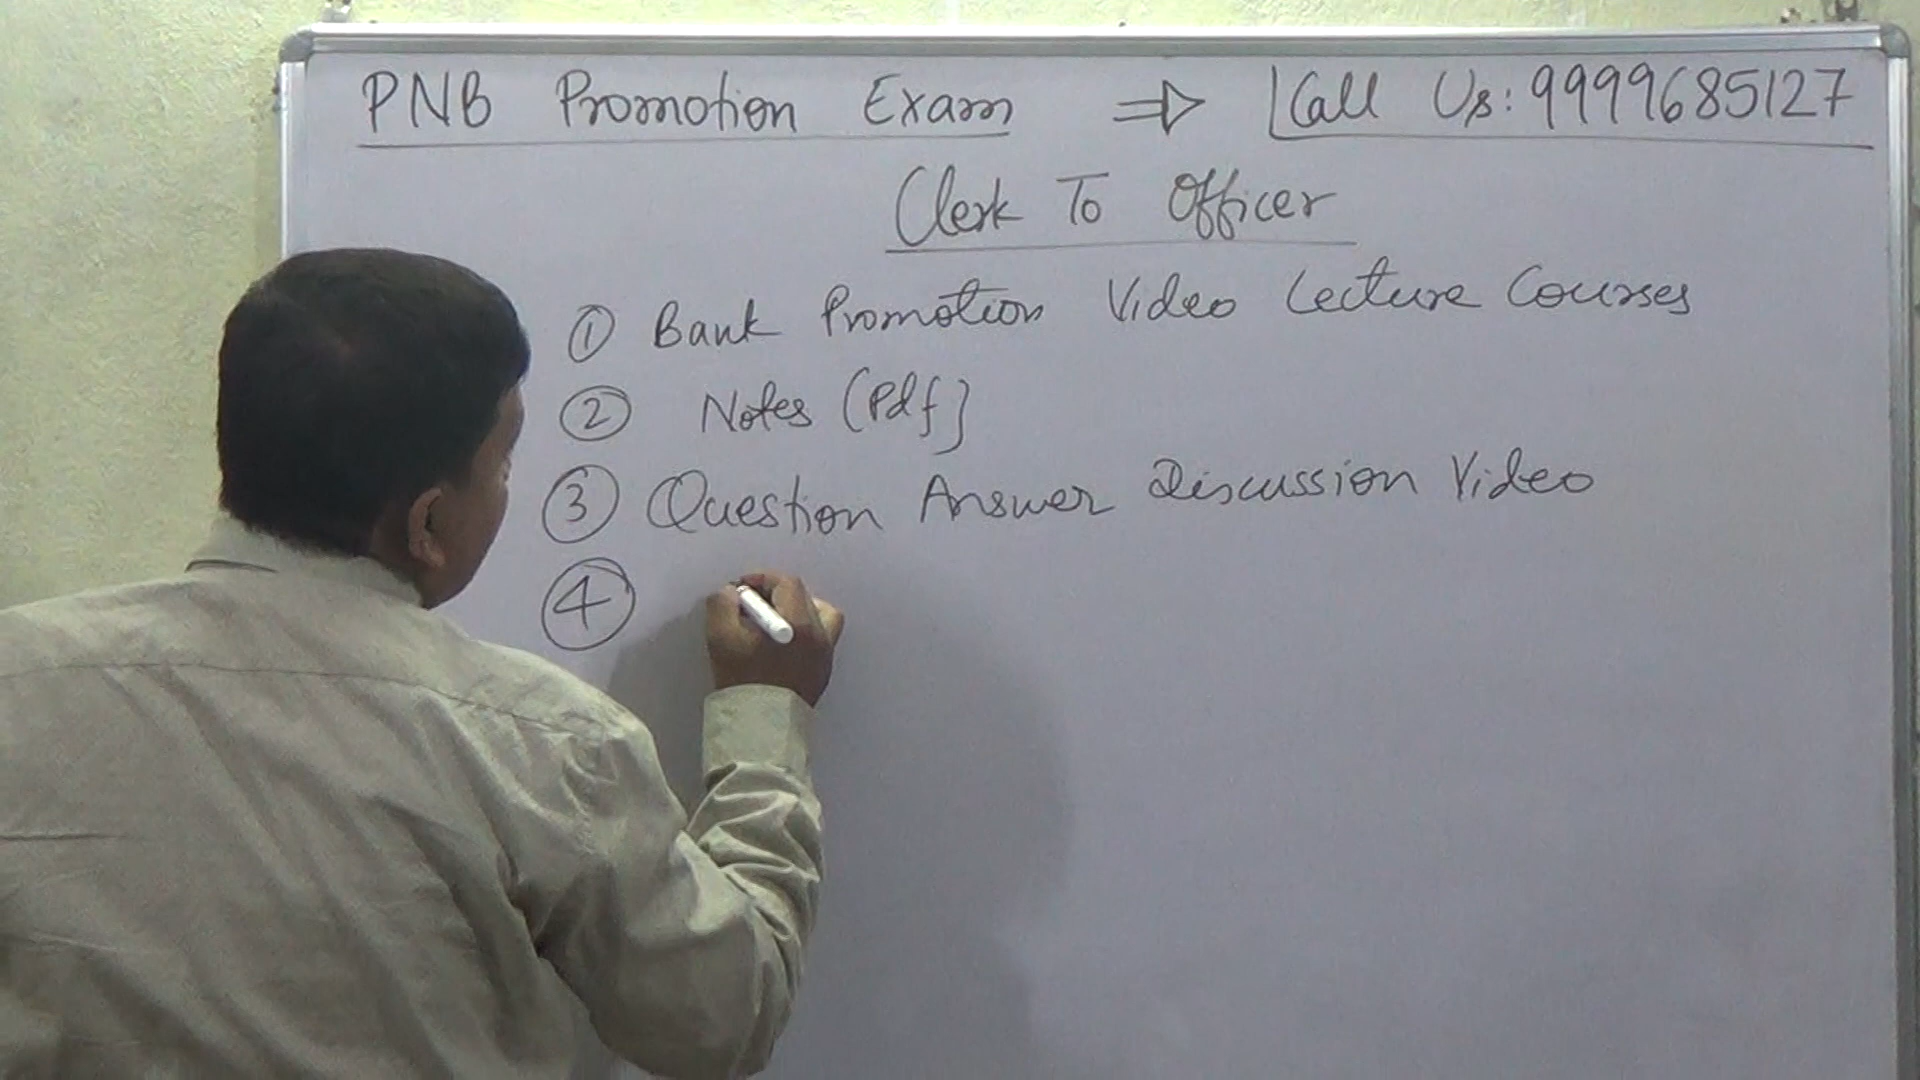 PNB Promotion Exam ⇒ Call Us: 9999685127
Clerk To Officer
① Bank Promotion Video Lecture Courses
② Notes (Pdf)
③ Question Answer Discussion Video
④